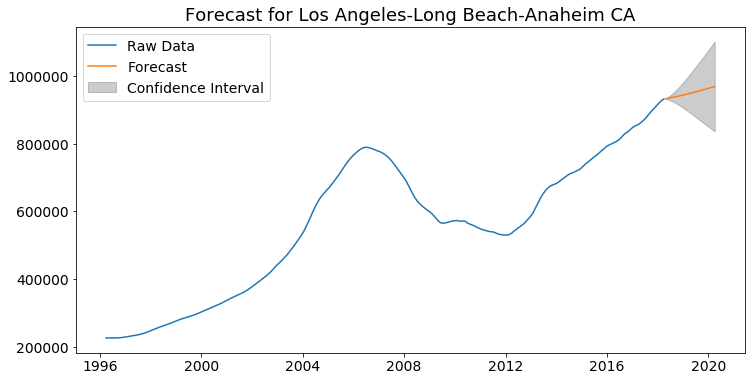 Forecast for Los Angeles-Long Beach-Anaheim CA
Raw Data
Forecast
Confidence Interval
1000000
800000
600000
400000
200000
1996 2000 2004 2008 2012 2016 2020